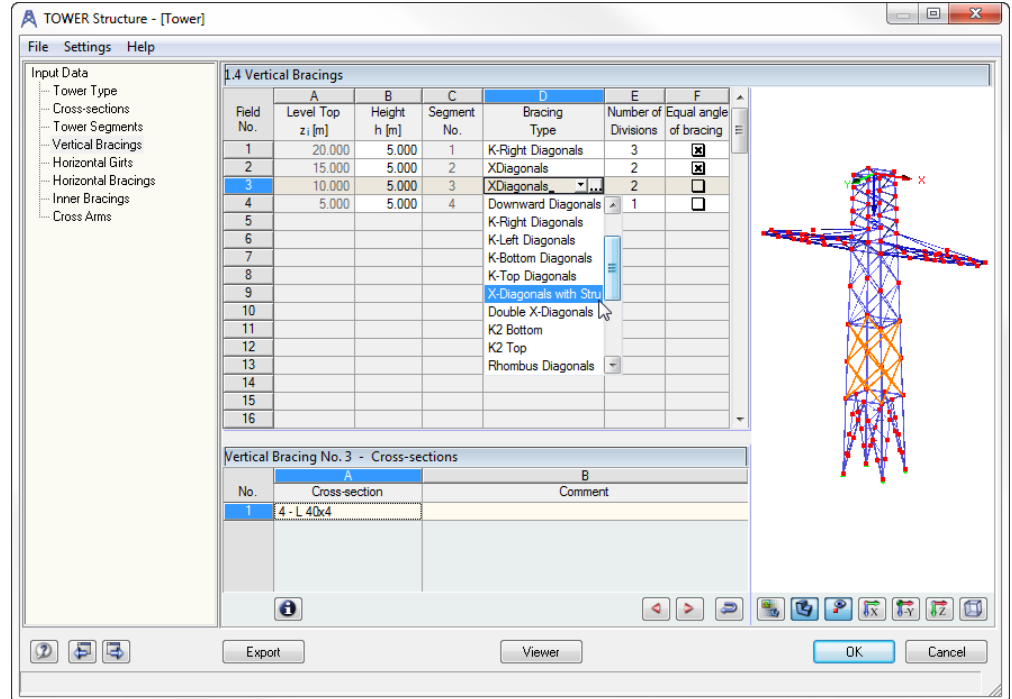 TOWER Structure - [Tower]
File Settings Help
Input Data
Tower Type
Cross-sections
Tower Segments
Vertical Bracings
Horizontal Girts
Horizontal Bracings
Inner Bracings
Cross Arms
1.4 Vertical Bracings
A B C D E F
Field Level Top Height Segment Bracing Number of Equal angle
No. zi [m] h [m] No. Type Divisions of bracing
1 20.000 5.000 1 K-Right Diagonals 3
2 15.000 5.000 2 XDiagonals 2
3 10.000 5.000 3 XDiagonals ... 2
4 5.000 5.000 4 Downward Diagonals 1
5 K-Right Diagonals
6 K-Left Diagonals
7 K-Bottom Diagonals
8 K-Top Diagonals
9 X-Diagonals with Stru
10 Double X-Diagonals
11 K2 Bottom
12 K2 Top
13 Rhombus Diagonals
14
15
16
Y X
Vertical Bracing No. 3 - Cross-sections
A B
No. Cross-section Comment
1 4 - L 40x4
X -Y Z
Export Viewer OK Cancel